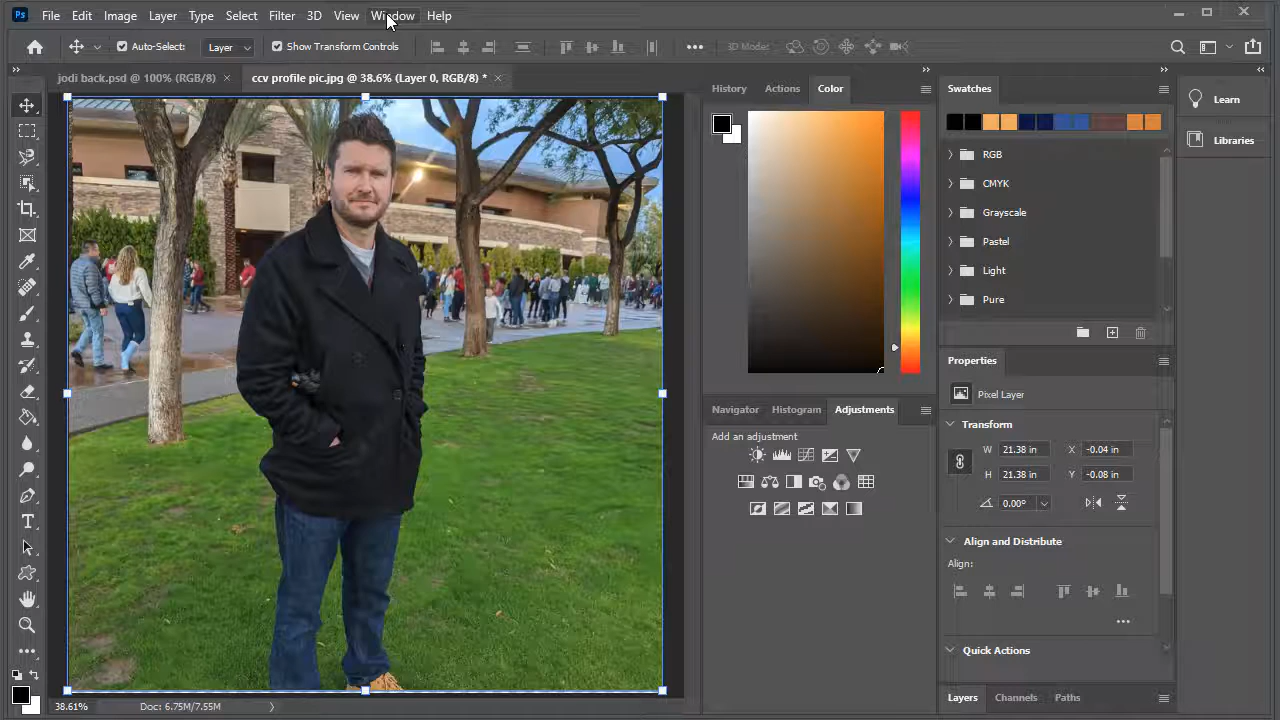 Ps File Edit Image Layer Type Select Filter 3D View Window Help
Auto-Select: Layer Show Transform Controls 3D Mode:
jodi back.psd @ 100% (RGB/8) × ccv profile pic.jpg @ 38.6% (Layer 0, RGB/8) * ×
History Actions Color
Swatches
Learn
Libraries
RGB
CMYK
Grayscale
Pastel
Light
Pure
Properties
Pixel Layer
Navigator Histogram Adjustments
Add an adjustment
Transform
W 21.38 in X -0.04 in
H 21.38 in Y -0.08 in
0.00°
Align and Distribute
Align:
Quick Actions
Layers Channels Paths
38.61% Doc: 6.75M/7.55M